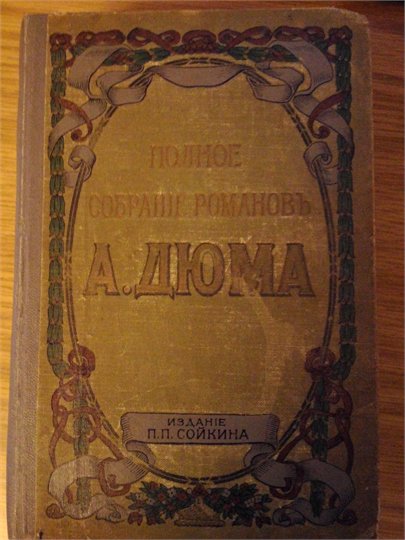 ПОЛНОЕ
СОБРАНІЕ РОМАНОВЪ
А. ДЮМА
ИЗДАНІЕ
П.П. СОЙКИНА